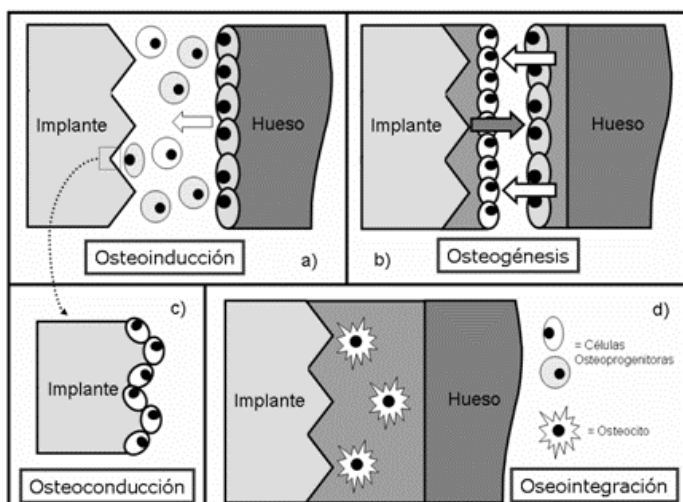 Implante
Hueso
Osteoinducción
a)
Implante
Hueso
b)
Osteogénesis
c)
Implante
Osteoconducción
d)
Implante
Hueso
= Células
Osteoprogenitoras
= Osteocito
Oseointegración